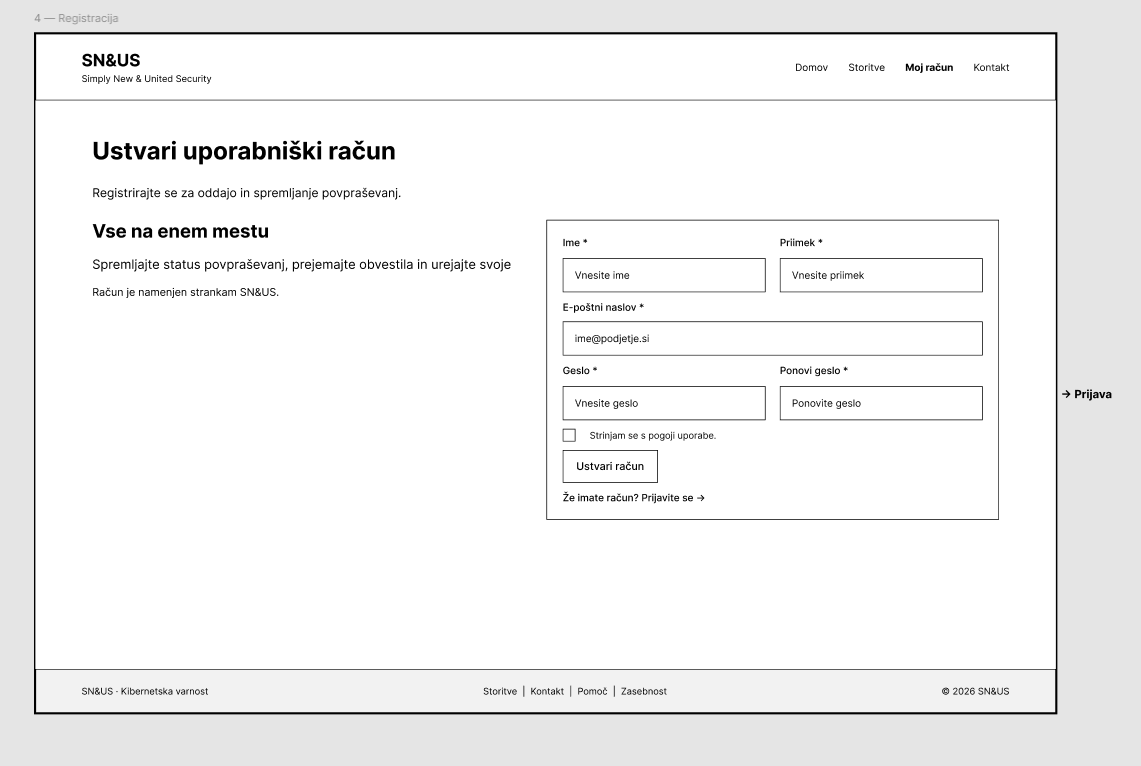 4 — Registracija
SN&US
Simply New & United Security
Domov Storitve Moj račun Kontakt
Ustvari uporabniški račun
Registrirajte se za oddajo in spremljanje povpraševanj.
Vse na enem mestu
Spremljajte status povpraševanj, prejemajte obvestila in urejajte svoje
Račun je namenjen strankam SN&US.
Ime * Priimek *
Vnesite ime Vnesite priimek
E-poštni naslov *
ime@podjetje.si
Geslo * Ponovi geslo *
Vnesite geslo Ponovite geslo
Strinjam se s pogoji uporabe.
Ustvari račun
Že imate račun? Prijavite se →
→ Prijava
SN&US · Kibernetska varnost
Storitve | Kontakt | Pomoč | Zasebnost
© 2026 SN&US